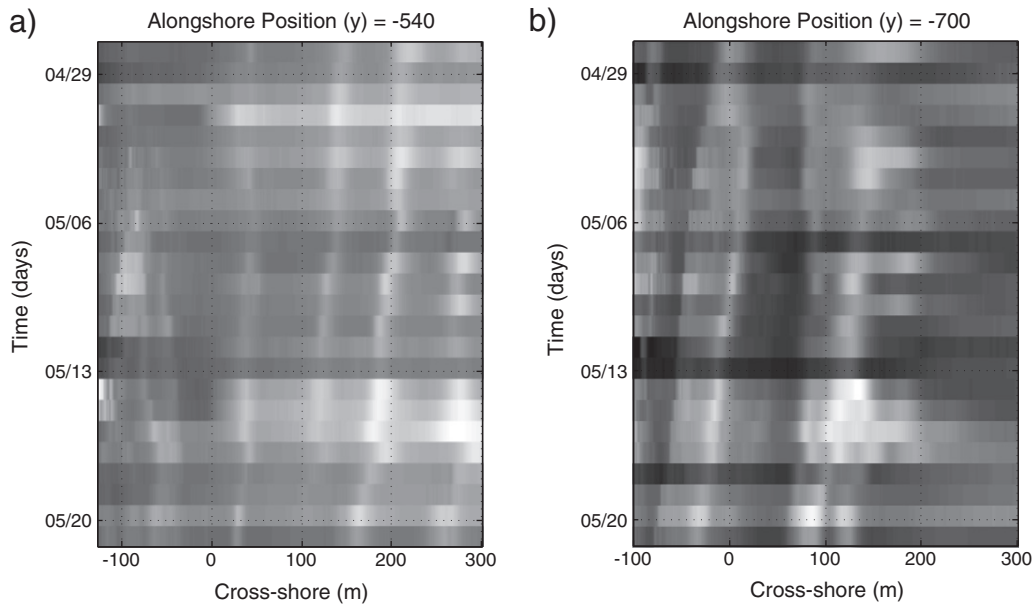 a)
Alongshore Position (y) = -540
04/29
05/06
05/13
05/20
Time (days)
-100 0 100 200 300
Cross-shore (m)
b)
Alongshore Position (y) = -700
04/29
05/06
05/13
05/20
Time (days)
-100 0 100 200 300
Cross-shore (m)